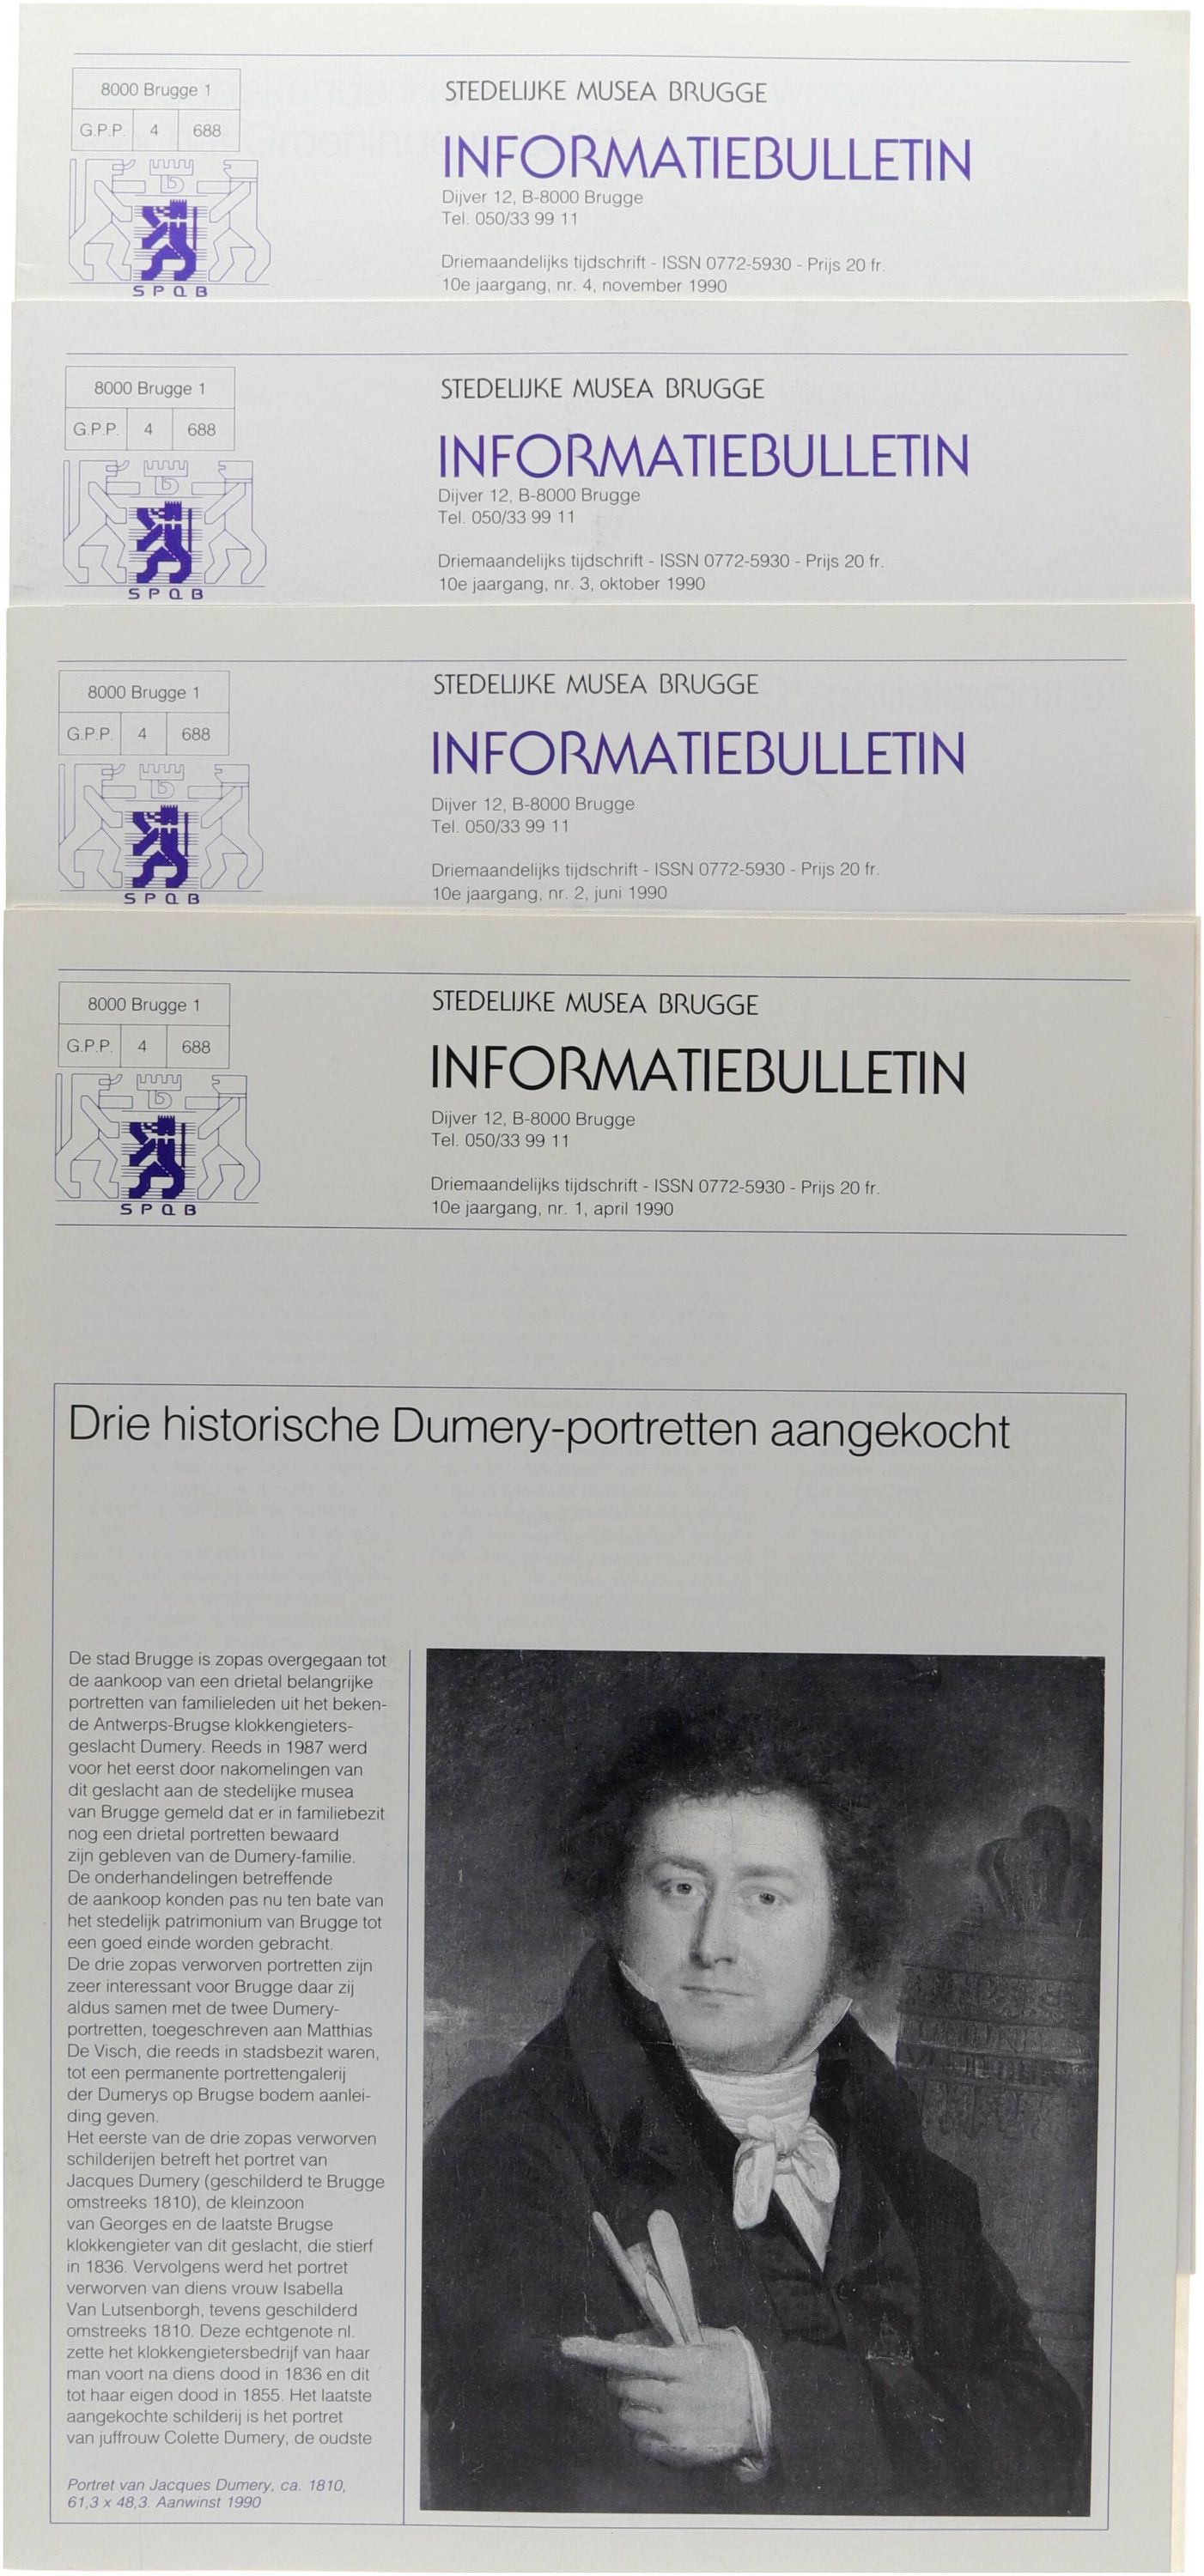 8000 Brugge 1
G.P.P. 4 688
SPQB
STEDELIJKE MUSEA BRUGGE
INFORMATIEBULLETIN
Dijver 12, B-8000 Brugge
Tel. 050/33 99 11
Driemaandelijks tijdschrift - ISSN 0772-5930 - Prijs 20 fr.
10e jaargang, nr. 4, november 1990
8000 Brugge 1
G.P.P. 4 688
SPQB
STEDELIJKE MUSEA BRUGGE
INFORMATIEBULLETIN
Dijver 12, B-8000 Brugge
Tel. 050/33 99 11
Driemaandelijks tijdschrift - ISSN 0772-5930 - Prijs 20 fr.
10e jaargang, nr. 3, oktober 1990
8000 Brugge 1
G.P.P. 4 688
SPQB
STEDELIJKE MUSEA BRUGGE
INFORMATIEBULLETIN
Dijver 12, B-8000 Brugge
Tel. 050/33 99 11
Driemaandelijks tijdschrift - ISSN 0772-5930 - Prijs 20 fr.
10e jaargang, nr. 2, juni 1990
8000 Brugge 1
G.P.P. 4 688
SPQB
STEDELIJKE MUSEA BRUGGE
INFORMATIEBULLETIN
Dijver 12, B-8000 Brugge
Tel. 050/33 99 11
Driemaandelijks tijdschrift - ISSN 0772-5930 - Prijs 20 fr.
10e jaargang, nr. 1, april 1990
Drie historische Dumery-portretten aangekocht
De stad Brugge is zopas overgegaan tot
de aankoop van een drietal belangrijke
portretten van familieleden uit het beken-
de Antwerps-Brugse klokkengieters-
geslacht Dumery. Reeds in 1987 werd
voor het eerst door nakomelingen van
dit geslacht aan de stedelijke musea
van Brugge gemeld dat er in familiebezit
nog een drietal portretten bewaard
zijn gebleven van de Dumery-familie.
De onderhandelingen betreffende
de aankoop konden pas nu ten bate van
het stedelijk patrimonium van Brugge tot
een goed einde worden gebracht.
De drie zopas verworven portretten zijn
zeer interessant voor Brugge daar zij
aldus samen met de twee Dumery-
portretten, toegeschreven aan Matthias
De Visch, die reeds in stadsbezit waren,
tot een permanente portrettengalerij
der Dumerys op Brugse bodem aanlei-
ding geven.
Het eerste van de drie zopas verworven
schilderijen betreft het portret van
Jacques Dumery (geschilderd te Brugge
omstreeks 1810), de kleinzoon
van Georges en de laatste Brugse
klokkengieter van dit geslacht, die stierf
in 1836. Vervolgens werd het portret
verworven van diens vrouw Isabella
Van Lutsenborgh, tevens geschilderd
omstreeks 1810. Deze echtgenote nl.
zette het klokkengietersbedrijf van haar
man voort na diens dood in 1836 en dit
tot haar eigen dood in 1855. Het laatste
aangekochte schilderij is het portret
van juffrouw Colette Dumery, de oudste
Portret van Jacques Dumery, ca. 1810,
61,3 x 48,3. Aanwinst 1990